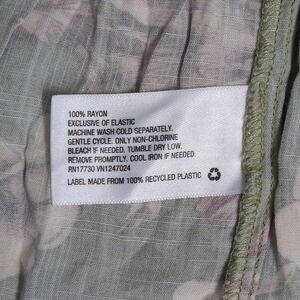 100% RAYON
EXCLUSIVE OF ELASTIC
MACHINE WASH COLD SEPARATELY.
GENTLE CYCLE. ONLY NON-CHLORINE
BLEACH IF NEEDED. TUMBLE DRY LOW.
REMOVE PROMPTLY. COOL IRON IF NEEDED.
RN17730 VN1247024
LABEL MADE FROM 100% RECYCLED PLASTIC